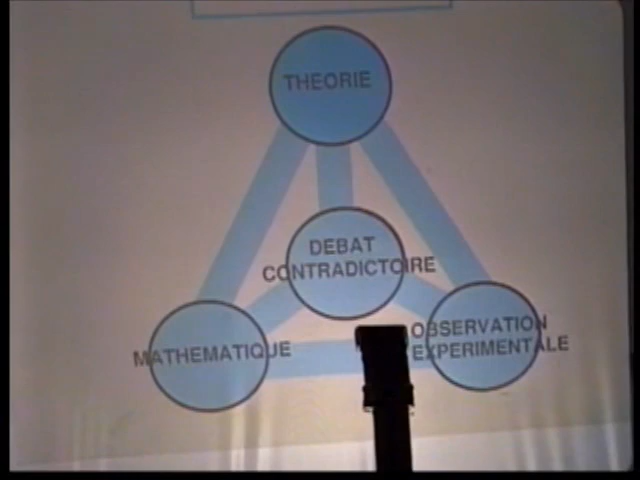 THEORIE
DEBAT
CONTRADICTOIRE
MATHEMATIQUE
OBSERVATION
EXPERIMENTALE